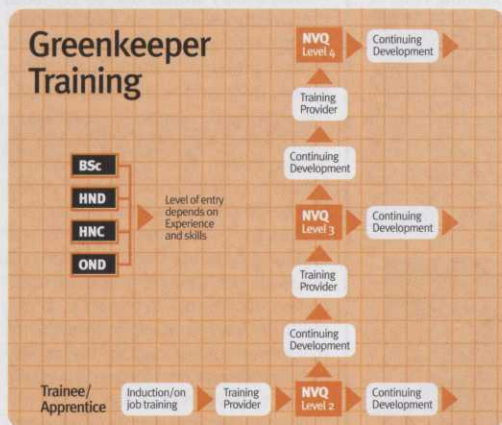 Greenkeeper
Training
NVQ
Level 4
Continuing
Development
Training
Provider
Continuing
Development
BSc
HND
HNC
OND
Level of entry
depends on
Experience
and skills
NVQ
Level 3
Continuing
Development
Training
Provider
Continuing
Development
Trainee/
Apprentice
Induction/on
job training
Training
Provider
NVQ
Level 2
Continuing
Development